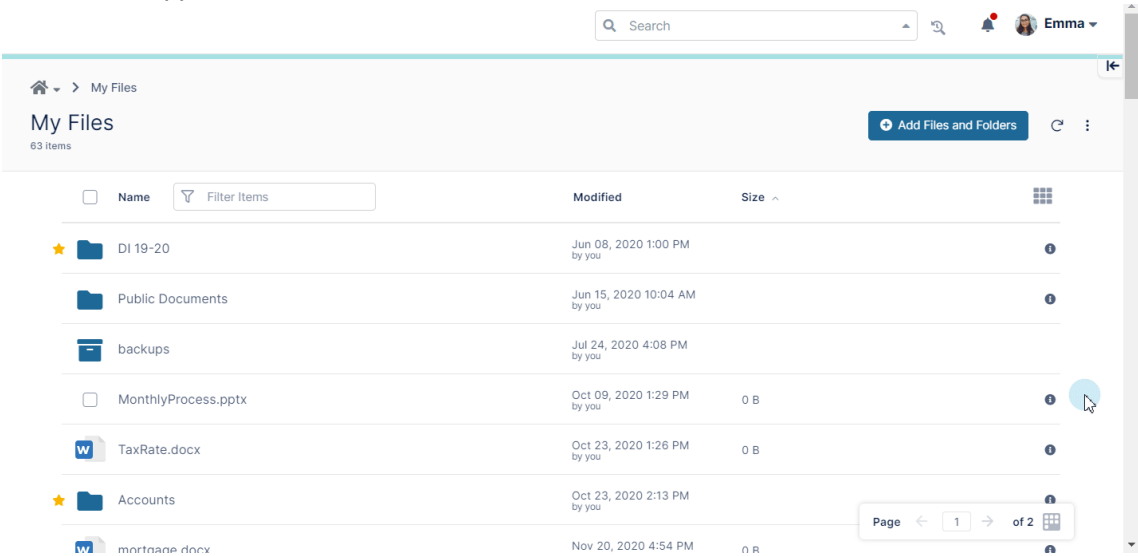 Search
Emma
My Files
My Files
63 items
Add Files and Folders
Name
Filter Items
Modified
Size
DI 19-20
Jun 08, 2020 1:00 PM
by you
Public Documents
Jun 15, 2020 10:04 AM
by you
backups
Jul 24, 2020 4:08 PM
by you
MonthlyProcess.pptx
Oct 09, 2020 1:29 PM
by you
0 B
W
TaxRate.docx
Oct 23, 2020 1:26 PM
by you
0 B
Accounts
Oct 23, 2020 2:13 PM
by you
Page 1 of 2
W
mortgage.docx
Nov 20, 2020 4:54 PM
0 B